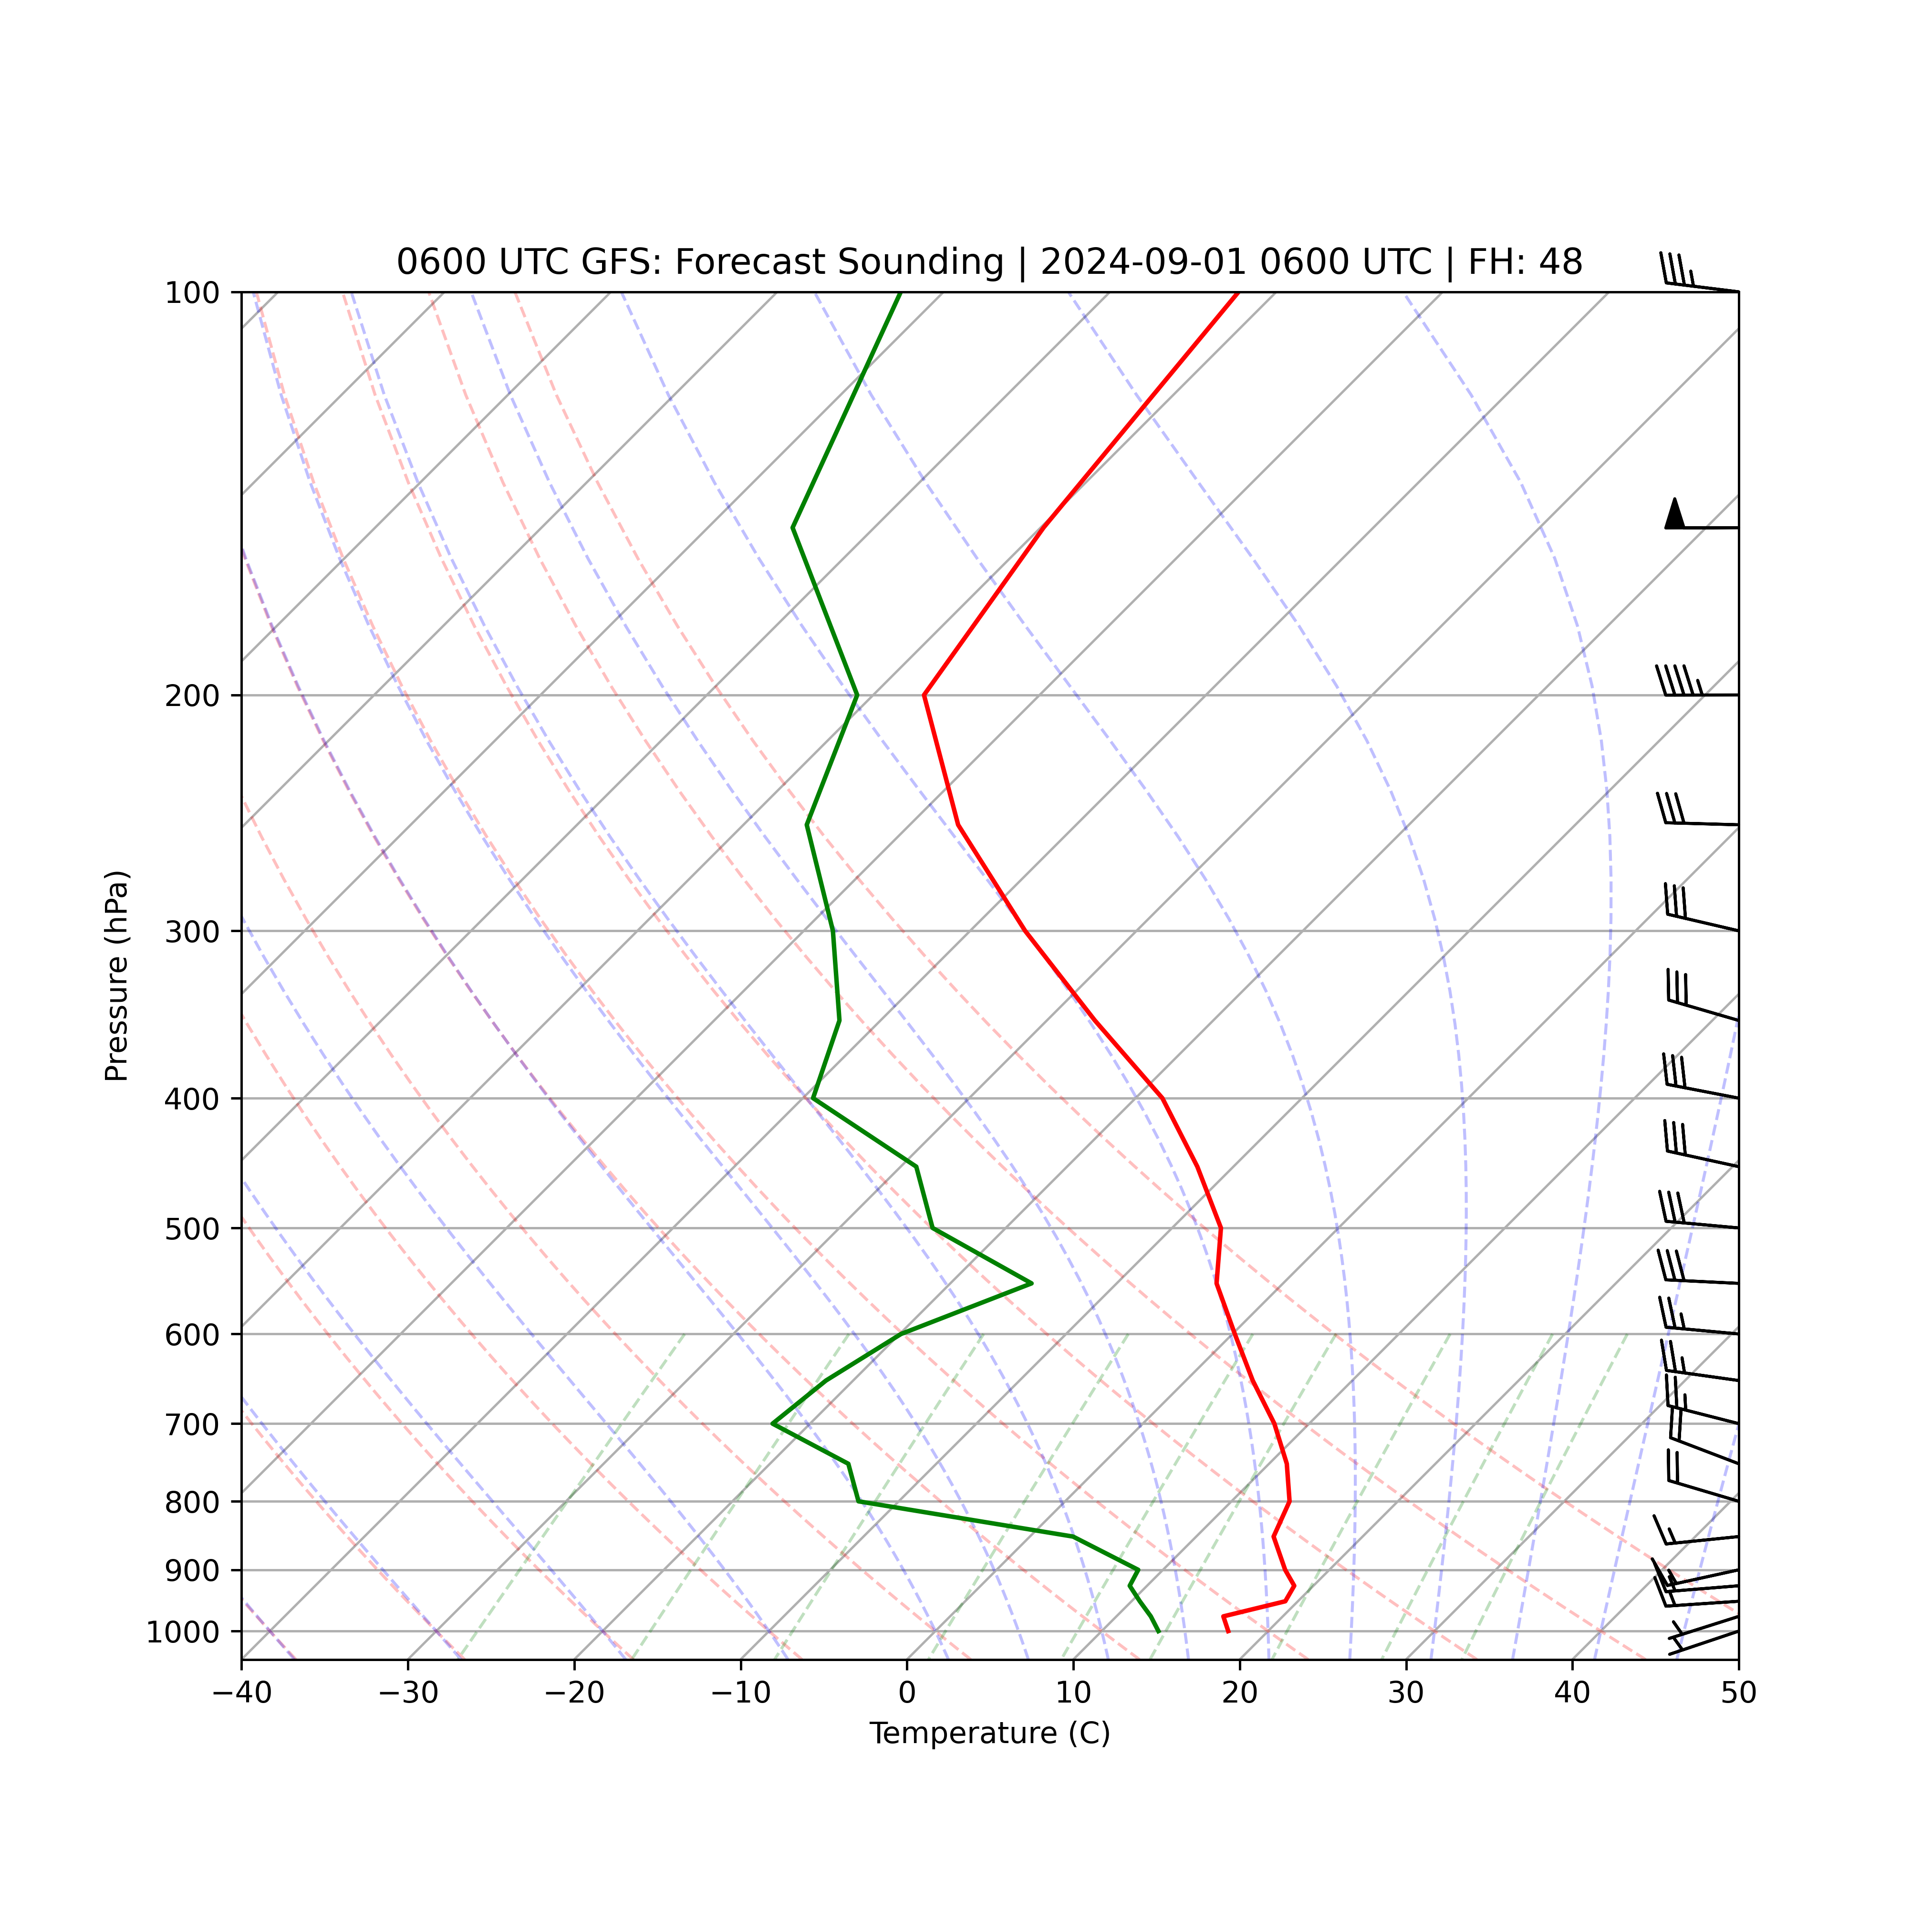 0600 UTC GFS: Forecast Sounding | 2024-09-01 0600 UTC | FH: 48
100
200
300
400
500
600
700
800
900
1000
Pressure (hPa)
−40 −30 −20 −10 0 10 20 30 40 50
Temperature (C)